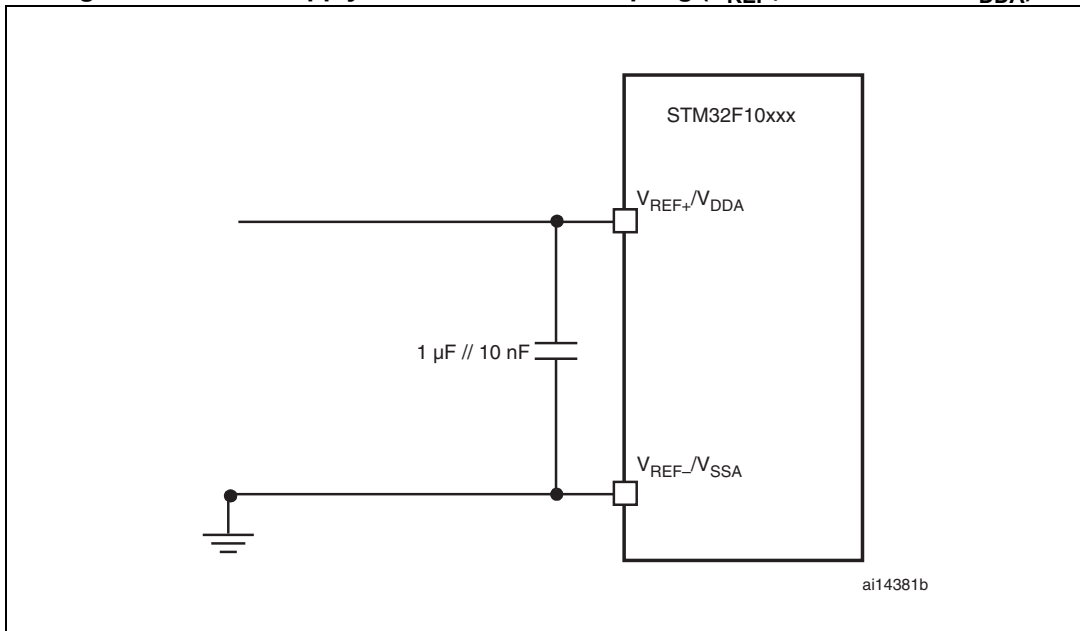 STM32F10xxx
VREF+/VDDA
1 µF // 10 nF
VREF–/VSSA
ai14381b